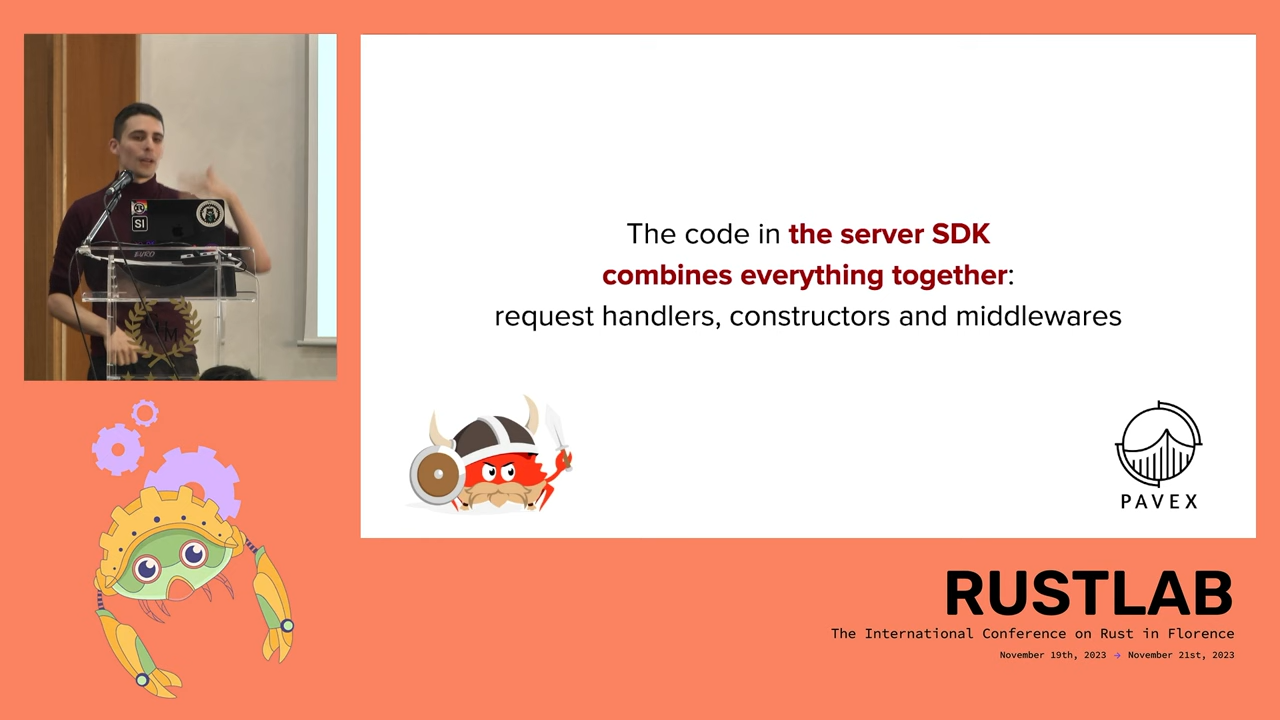 The code in the server SDK
combines everything together:
request handlers, constructors and middlewares
SI
PAVEX
RUSTLAB
The International Conference on Rust in Florence
November 19th, 2023 → November 21st, 2023